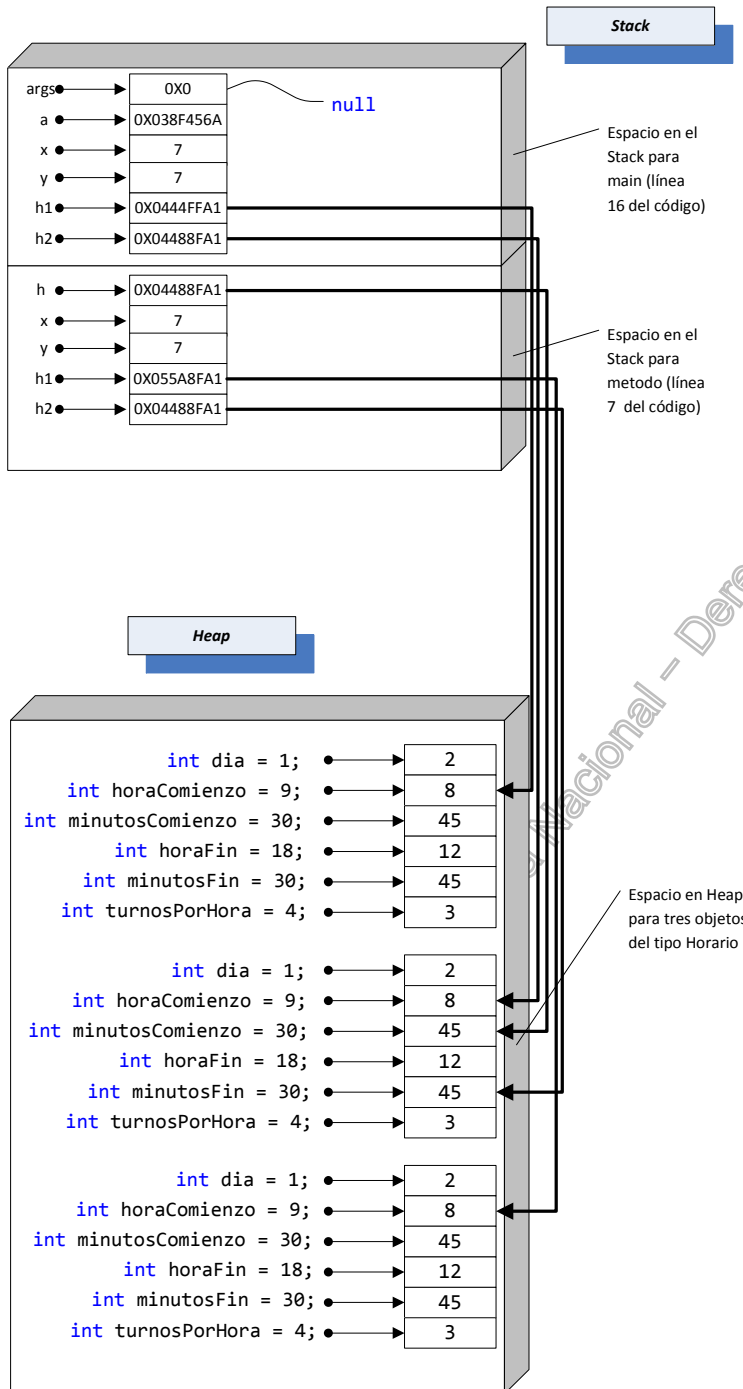 Stack
args
0X0
null
a
0X038F456A
x
7
y
7
h1
0X0444FFA1
h2
0X04488FA1
Espacio en el
Stack para
main (línea
16 del código)
h
0X04488FA1
x
7
y
7
h1
0X055A8FA1
h2
0X04488FA1
Espacio en el
Stack para
metodo (línea
7 del código)
Heap
int dia = 1;
2
int horaComienzo = 9;
8
int minutosComienzo = 30;
45
int horaFin = 18;
12
int minutosFin = 30;
45
int turnosPorHora = 4;
3
int dia = 1;
2
int horaComienzo = 9;
8
int minutosComienzo = 30;
45
int horaFin = 18;
12
int minutosFin = 30;
45
int turnosPorHora = 4;
3
Espacio en Heap
para tres objetos
del tipo Horario
int dia = 1;
2
int horaComienzo = 9;
8
int minutosComienzo = 30;
45
int horaFin = 18;
12
int minutosFin = 30;
45
int turnosPorHora = 4;
3
Nacional –